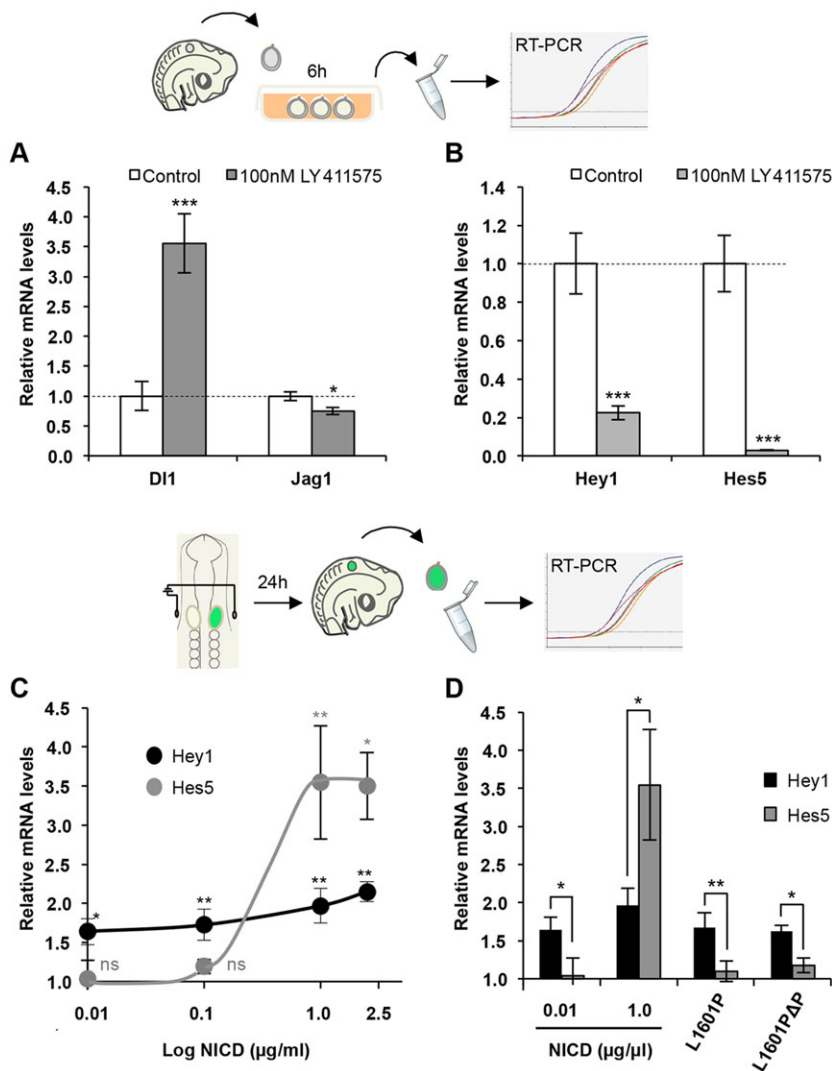 RT-PCR
6h
A
Control
100nM LY411575
Relative mRNA levels
4.5
4.0
3.5
3.0
2.5
2.0
1.5
1.0
0.5
0.0
***
*
Dl1
Jag1
B
Control
100nM LY411575
Relative mRNA levels
1.4
1.2
1.0
0.8
0.6
0.4
0.2
0.0
***
***
Hey1
Hes5
24h
RT-PCR
C
Relative mRNA levels
4.5
4.0
3.5
3.0
2.5
2.0
1.5
1.0
Hey1
Hes5
**
*
*
**
**
**
ns
ns
0.01
0.1
1.0
2.5
Log NICD (µg/ml)
D
Relative mRNA levels
4.5
4.0
3.5
3.0
2.5
2.0
1.5
1.0
Hey1
Hes5
*
*
**
*
0.01
1.0
NICD (µg/µl)
L1601P
L1601PΔP